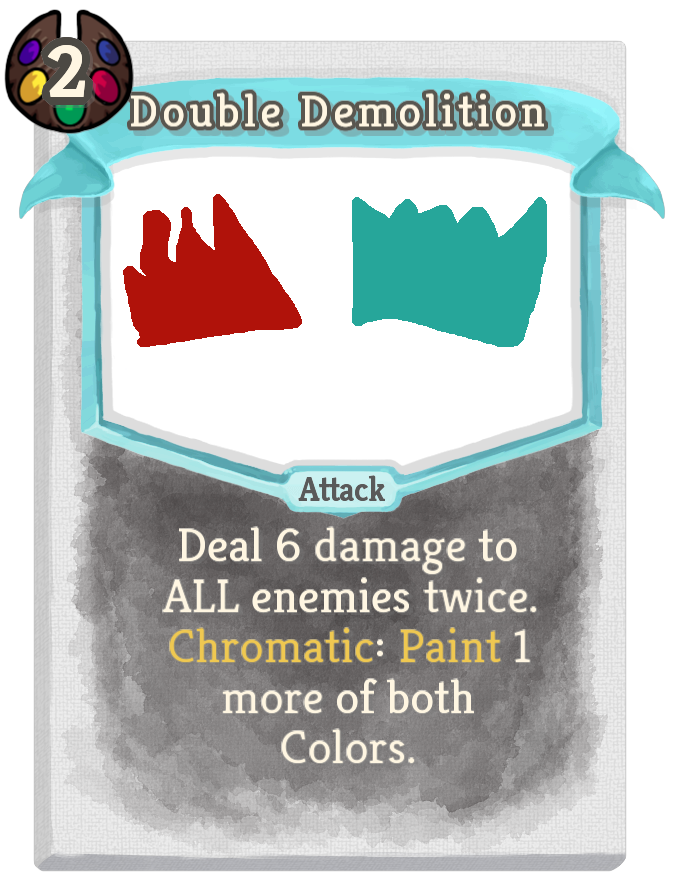 2
Double Demolition
Attack
Deal 6 damage to
ALL enemies twice.
Chromatic: Paint 1
more of both
Colors.